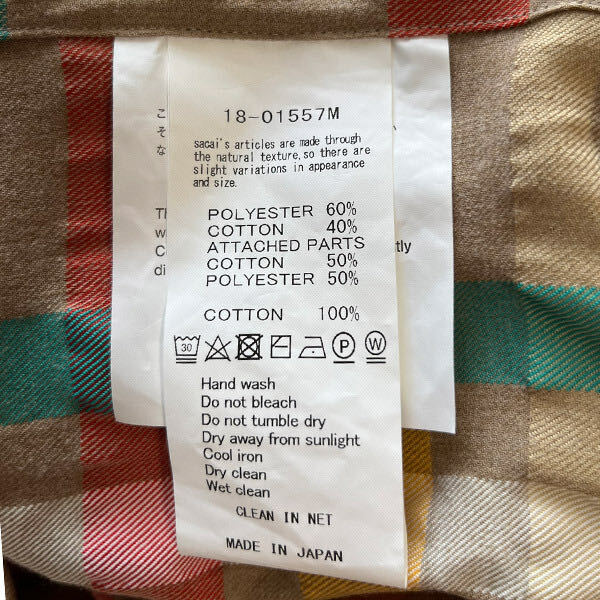 18-01557M
sacai's articles are made through
the natural texture, so there are
slight variations in appearance
and size.
POLYESTER 60%
COTTON 40%
ATTACHED PARTS
COTTON 50%
POLYESTER 50%
COTTON 100%
30 P W
Hand wash
Do not bleach
Do not tumble dry
Dry away from sunlight
Cool iron
Dry clean
Wet clean
CLEAN IN NET
MADE IN JAPAN
こ
そ
な